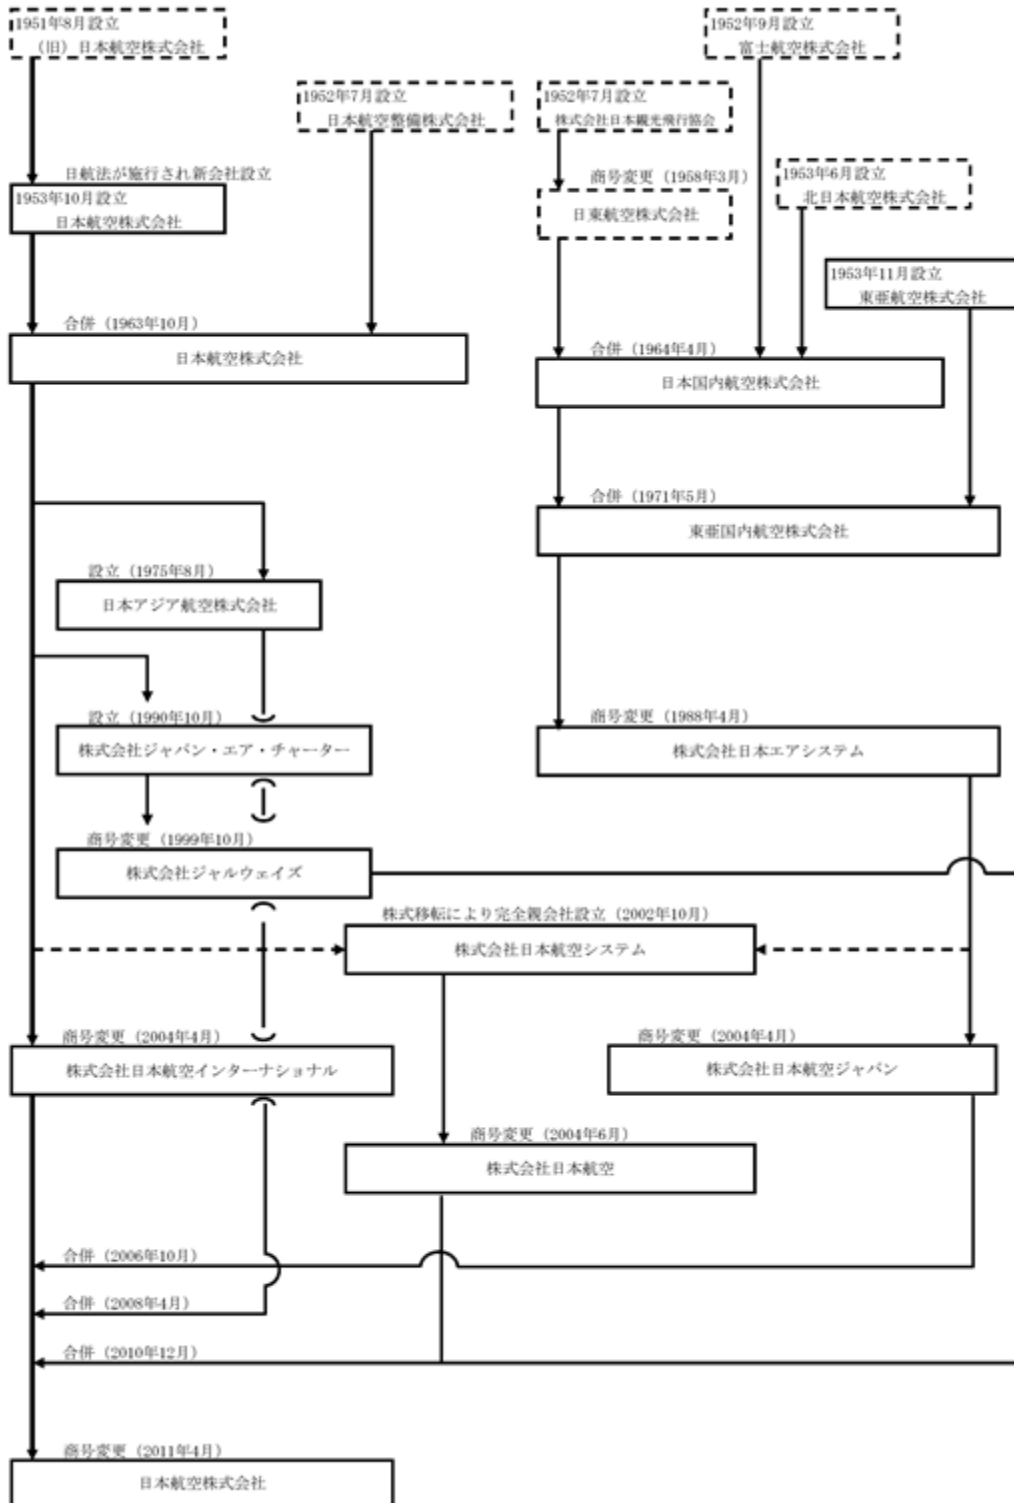 1951年8月設立
（旧）日本航空株式会社
1952年9月設立
富士航空株式会社
1952年7月設立
日本航空整備株式会社
1952年7月設立
株式会社日本観光飛行協会
日航法が施行され新会社設立
1953年10月設立
日本航空株式会社
商号変更（1958年3月）
日東航空株式会社
1953年6月設立
北日本航空株式会社
1953年11月設立
東亜航空株式会社
合併（1963年10月）
日本航空株式会社
合併（1964年4月）
日本国内航空株式会社
合併（1971年5月）
東亜国内航空株式会社
設立（1975年8月）
日本アジア航空株式会社
設立（1990年10月）
株式会社ジャパン・エア・チャーター
商号変更（1988年4月）
株式会社日本エアシステム
商号変更（1999年10月）
株式会社ジャルウェイズ
株式移転により完全親会社設立（2002年10月）
株式会社日本航空システム
商号変更（2004年4月）
株式会社日本航空インターナショナル
商号変更（2004年4月）
株式会社日本航空ジャパン
商号変更（2004年6月）
株式会社日本航空
合併（2006年10月）
合併（2008年4月）
合併（2010年12月）
商号変更（2011年4月）
日本航空株式会社